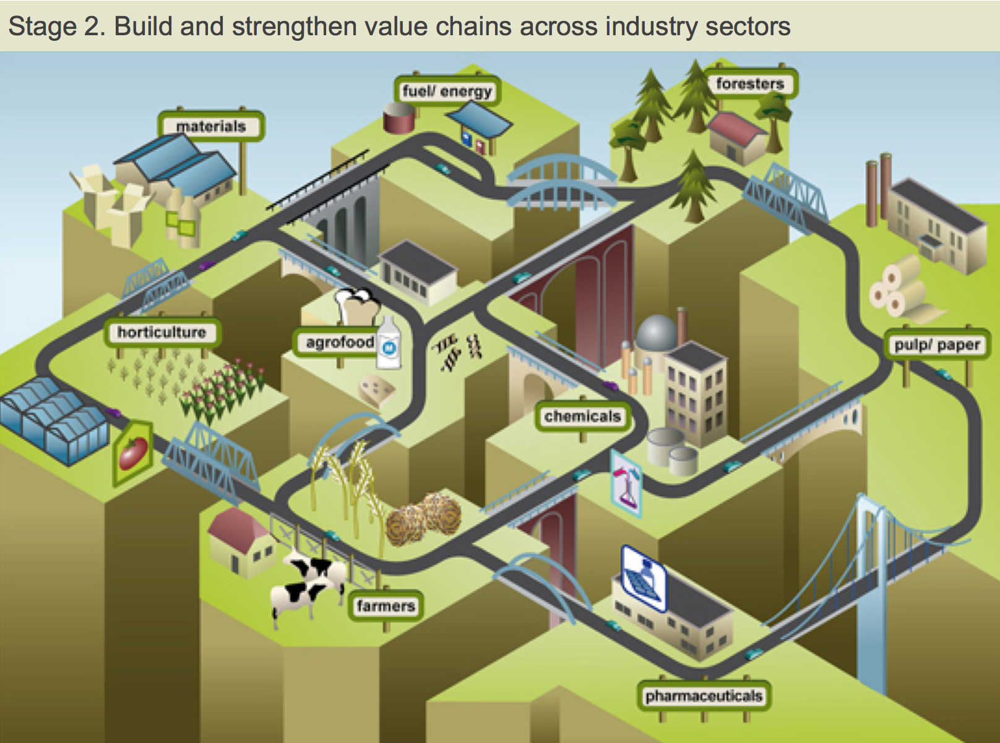 Stage 2. Build and strengthen value chains across industry sectors
fuel/ energy
foresters
materials
horticulture
agrofood
M
pulp/ paper
chemicals
farmers
pharmaceuticals